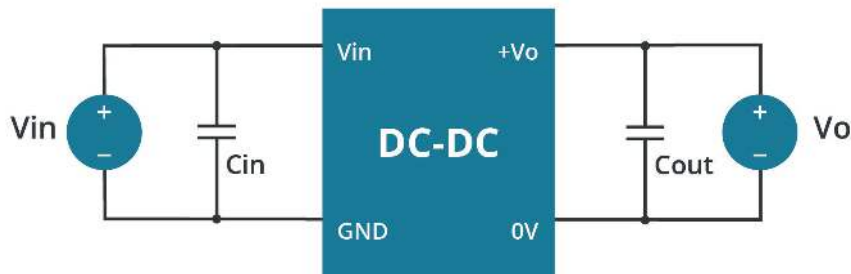 Vin +Vo
+ +
Vin DC-DC Vo
− −
Cin Cout
GND 0V